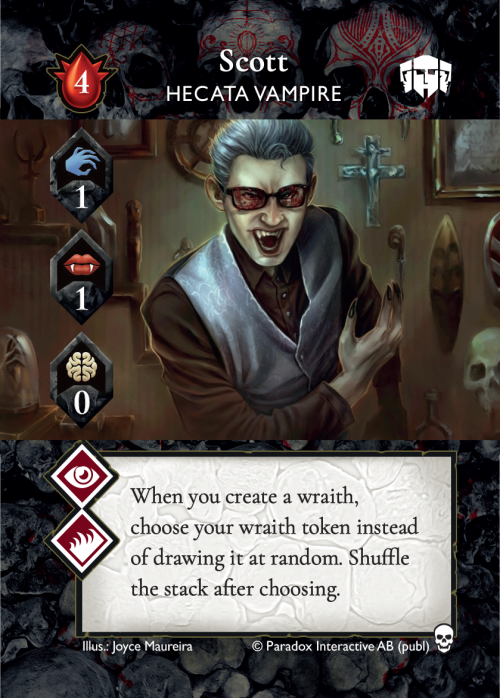 Scott
4
HECATA VAMPIRE
1
1
0
When you create a wraith,
choose your wraith token instead
of drawing it at random. Shuffle
the stack after choosing.
Illus.: Joyce Maureira © Paradox Interactive AB (publ)